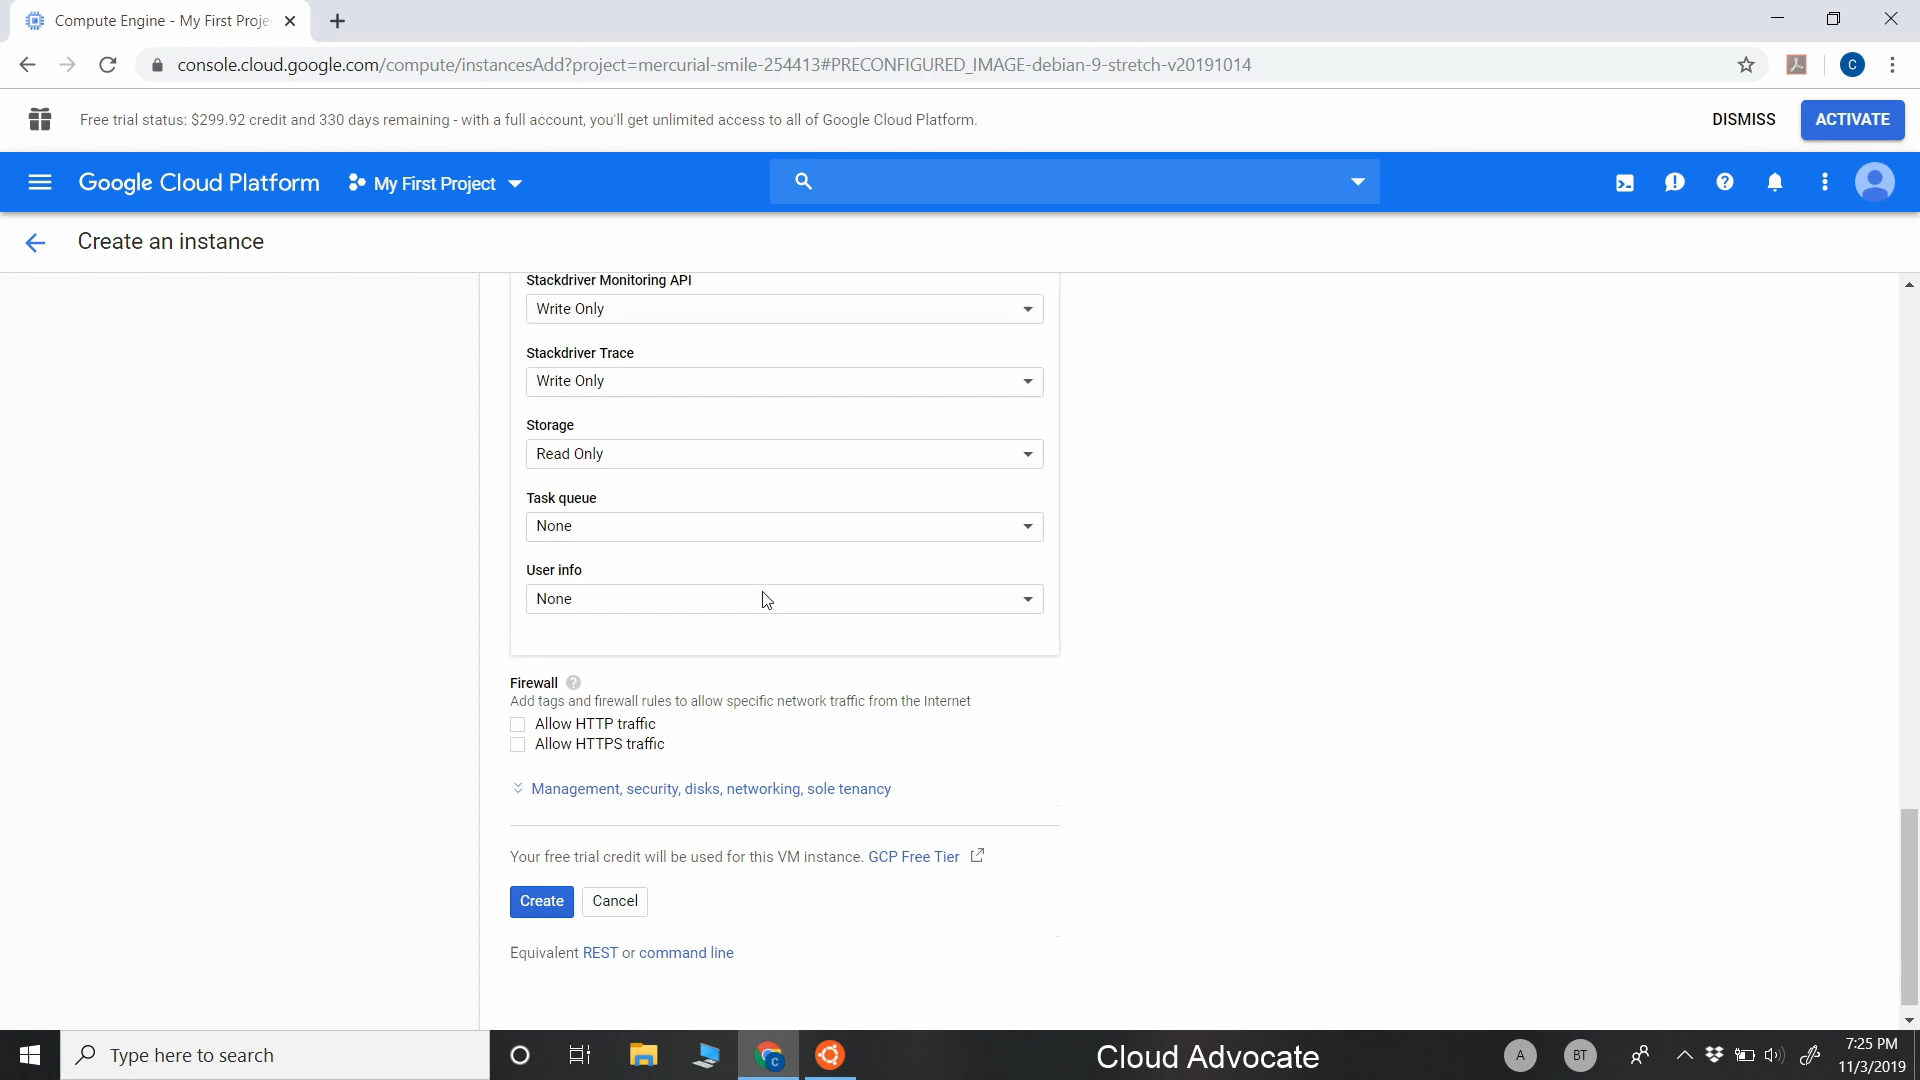 Compute Engine - My First Proje
console.cloud.google.com/compute/instancesAdd?project=mercurial-smile-254413#PRECONFIGURED_IMAGE-debian-9-stretch-v20191014
C
Free trial status: $299.92 credit and 330 days remaining - with a full account, you'll get unlimited access to all of Google Cloud Platform.
DISMISS
ACTIVATE
Google Cloud Platform
My First Project
Create an instance
Stackdriver Monitoring API
Write Only
Stackdriver Trace
Write Only
Storage
Read Only
Task queue
None
User info
None
Firewall
Add tags and firewall rules to allow specific network traffic from the Internet
Allow HTTP traffic
Allow HTTPS traffic
Management, security, disks, networking, sole tenancy
Your free trial credit will be used for this VM instance. GCP Free Tier
Create
Cancel
Equivalent REST or command line
Type here to search
C
Cloud Advocate
A
BT
7:25 PM
11/3/2019